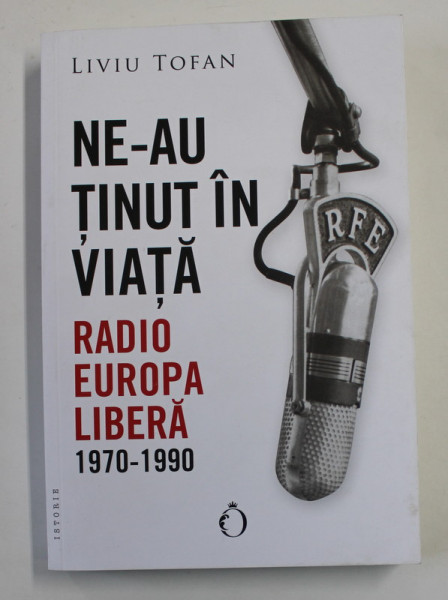 LIVIU TOFAN
NE-AU
ȚINUT ÎN
VIAȚĂ
RADIO
EUROPA
LIBERĂ
1970-1990
RFE
ISTORIE